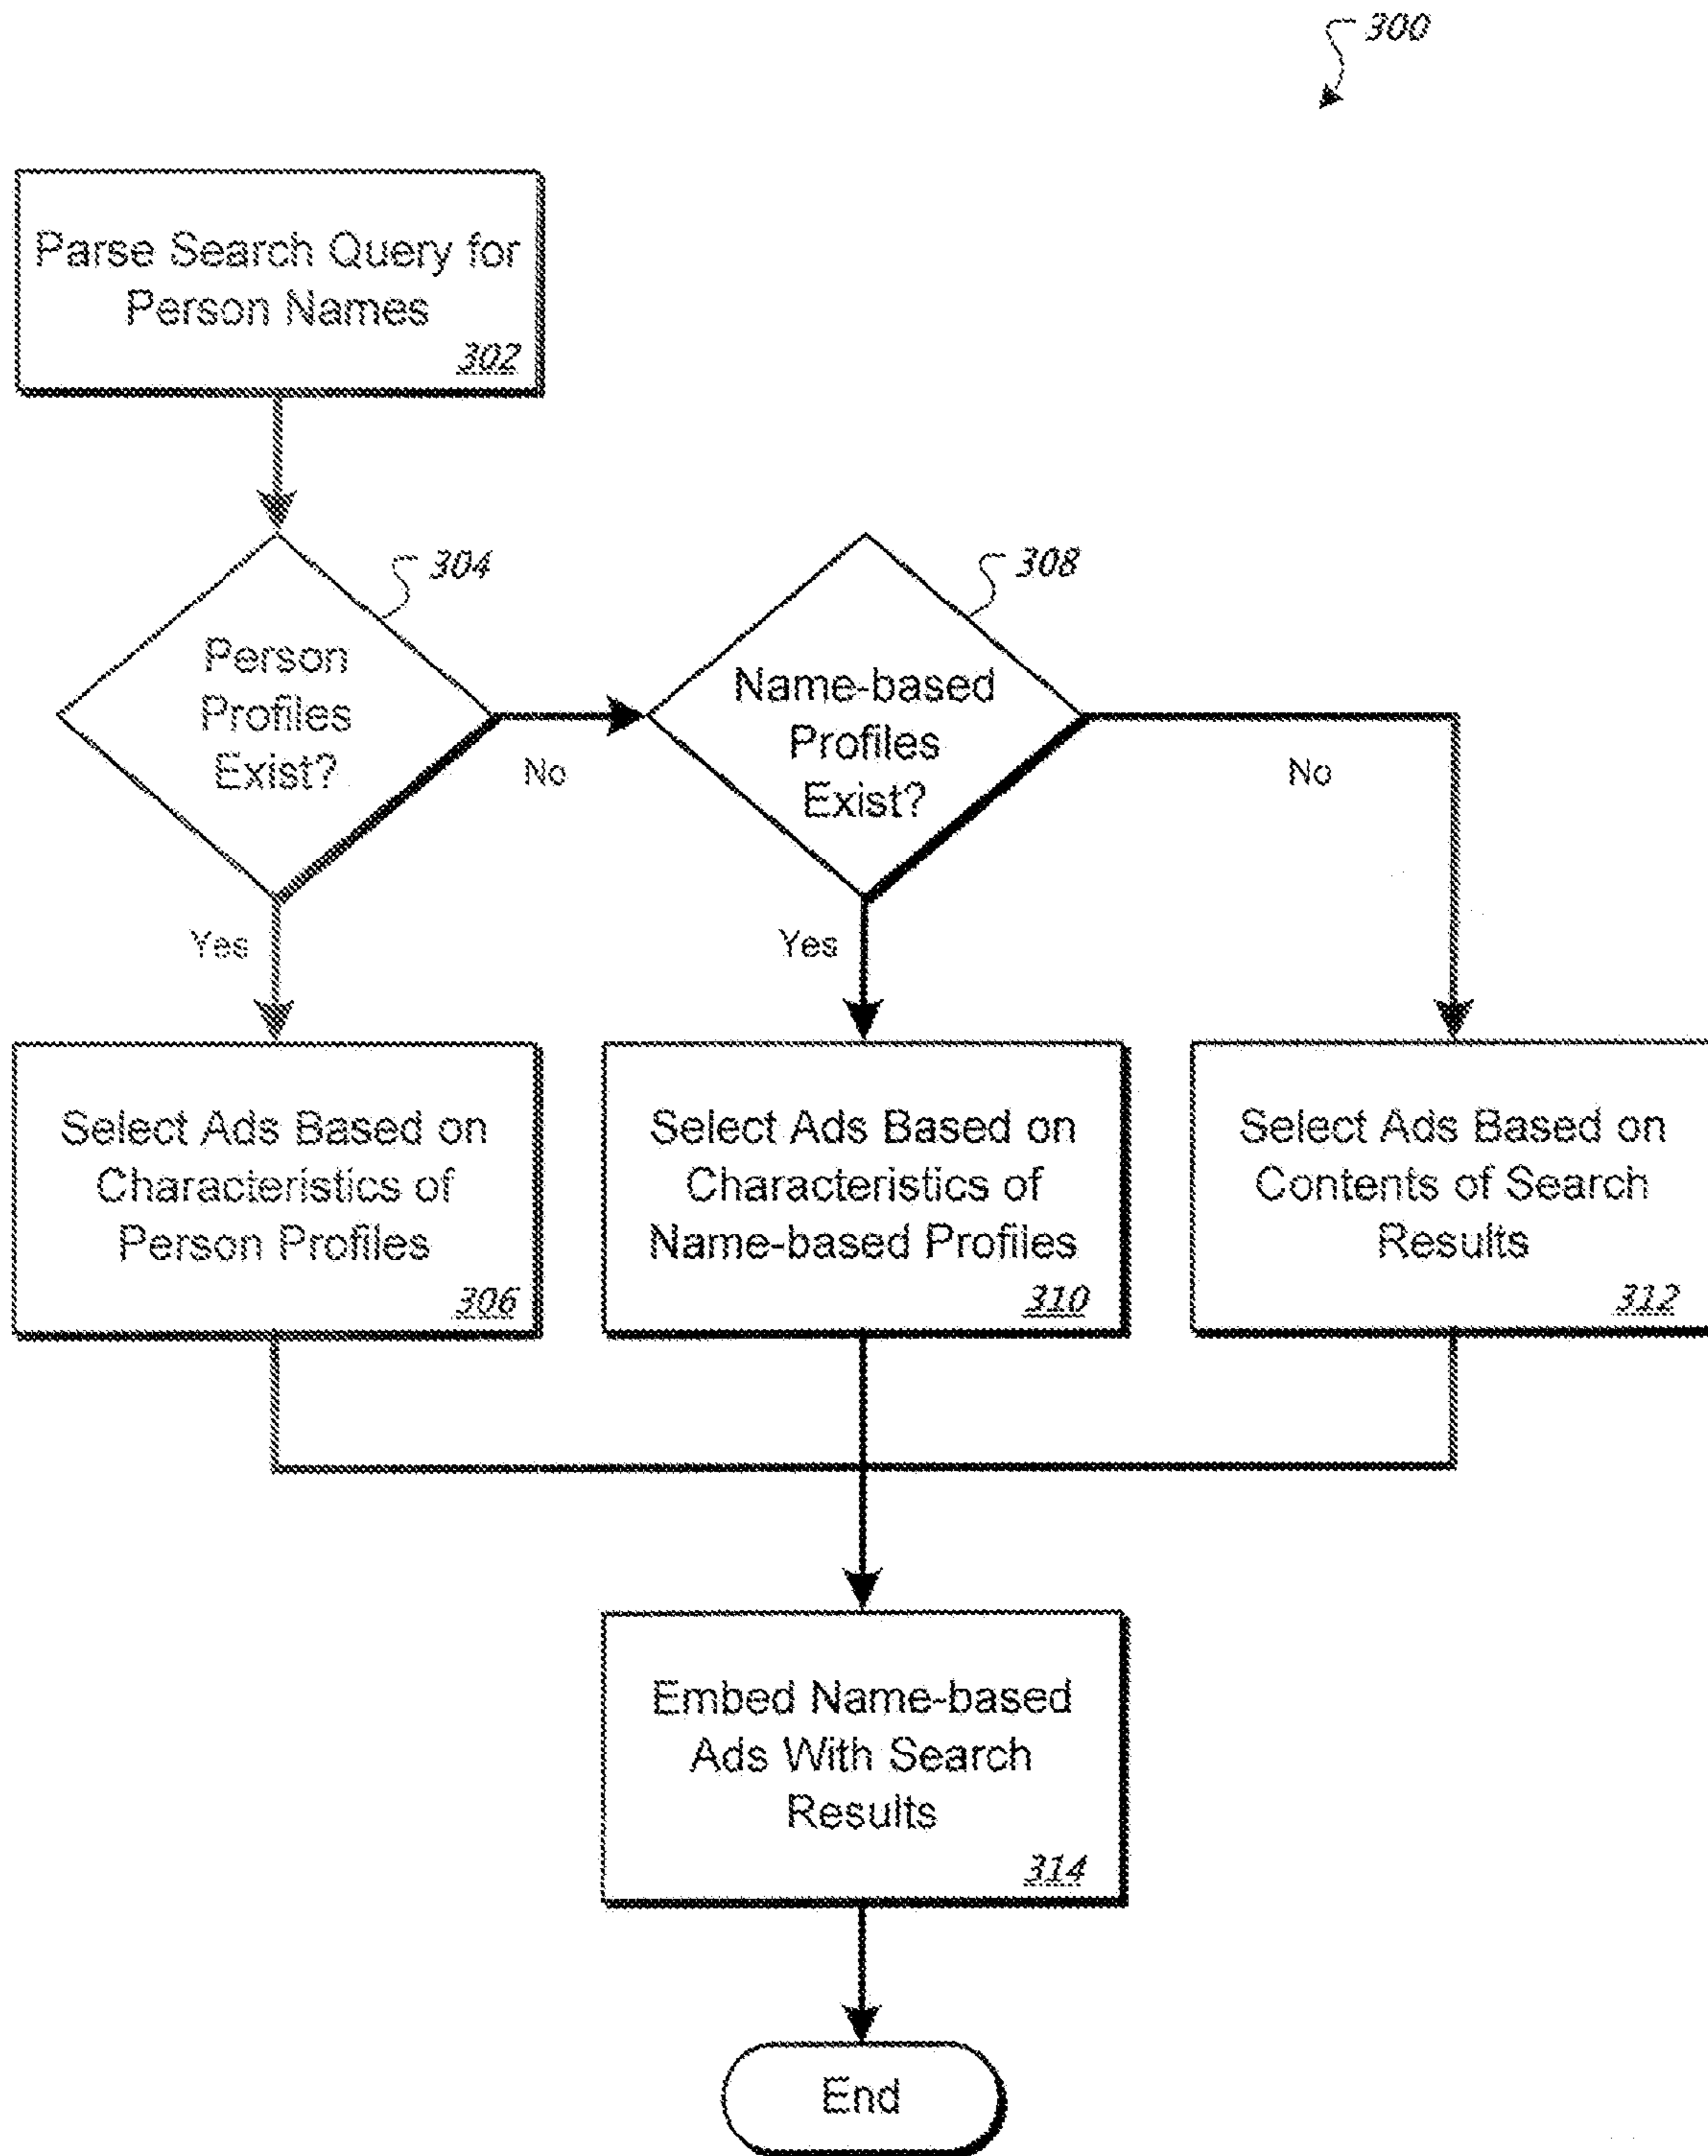 300
Parse Search Query for
Person Names
302
304
Person
Profiles
Exist?
No
Yes
308
Name-based
Profiles
Exist?
No
Yes
Select Ads Based on
Characteristics of
Person Profiles
306
Select Ads Based on
Characteristics of
Name-based Profiles
310
Select Ads Based on
Contents of Search
Results
312
Embed Name-based
Ads With Search
Results
314
End